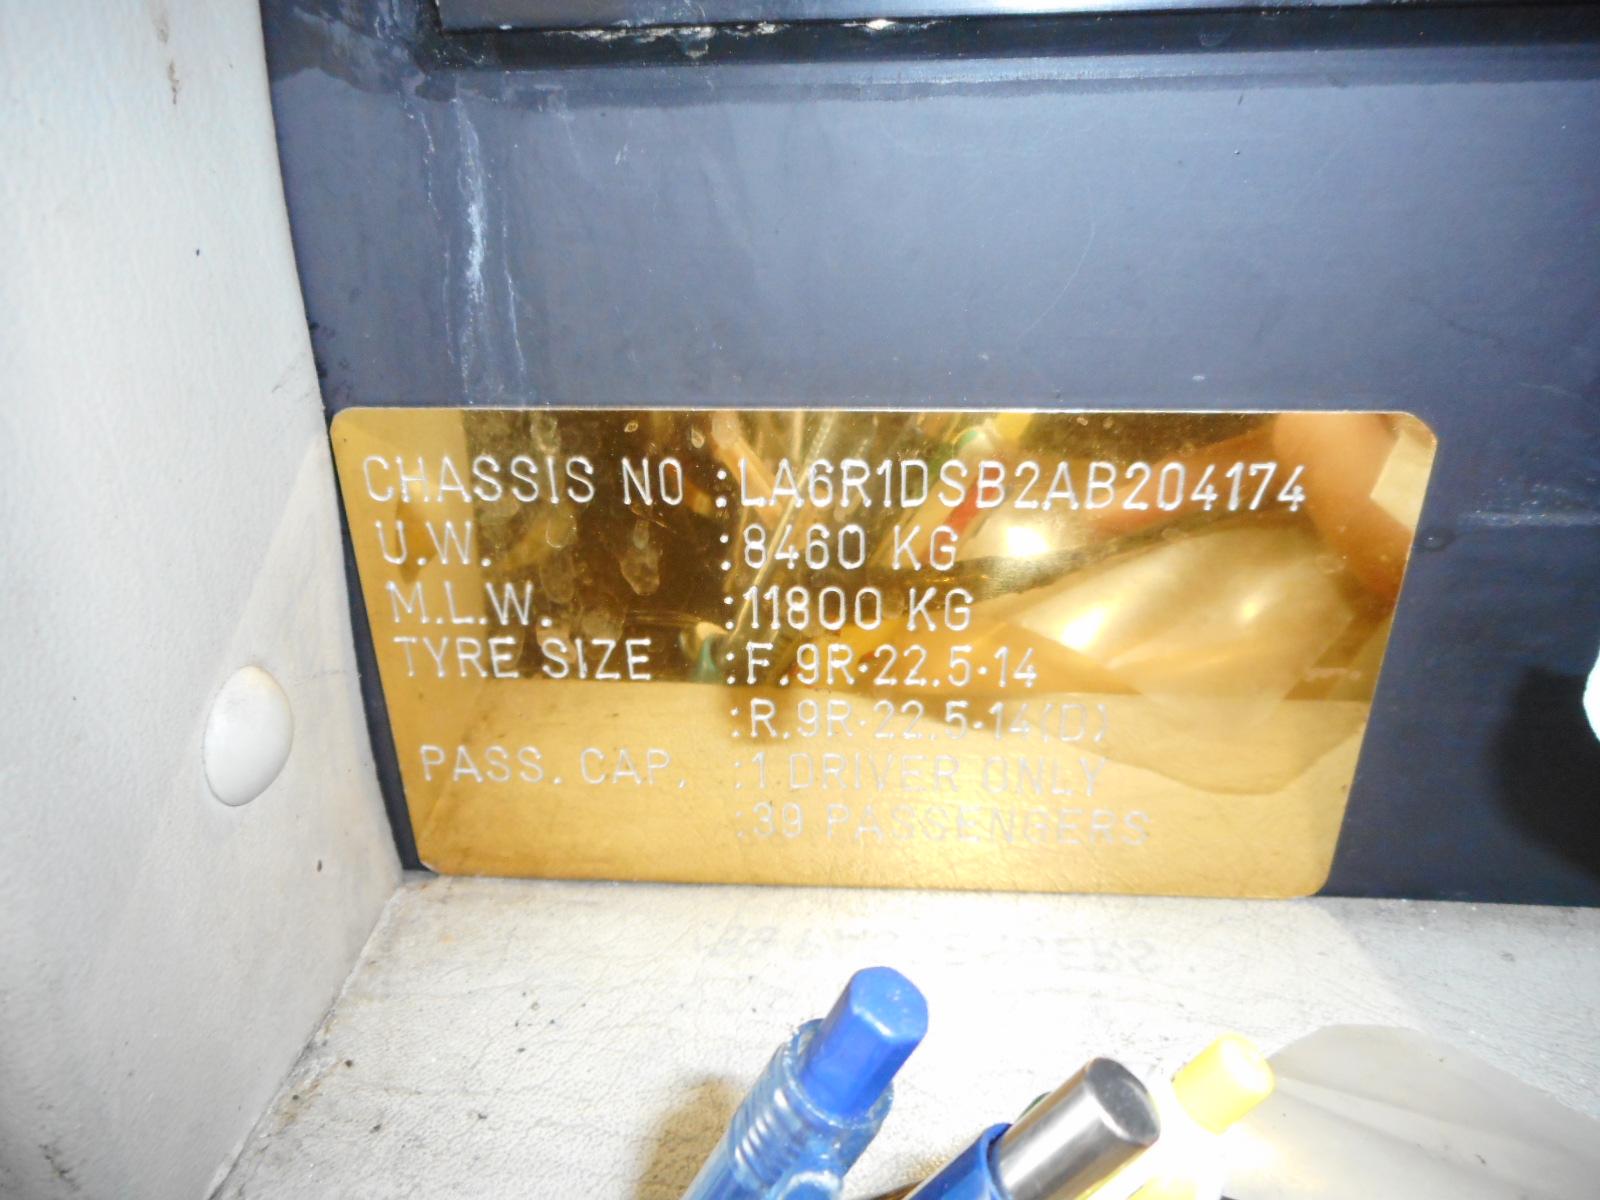 CHASSIS NO :LA6R1DSB2AB204174
U.W. :8460 KG
M.L.W. :11800 KG
TYRE SIZE :F.9R.22.5.14
:R.9R.22.5.14(D)
PASS. CAP. :1 DRIVER ONLY
:39 PASSENGERS